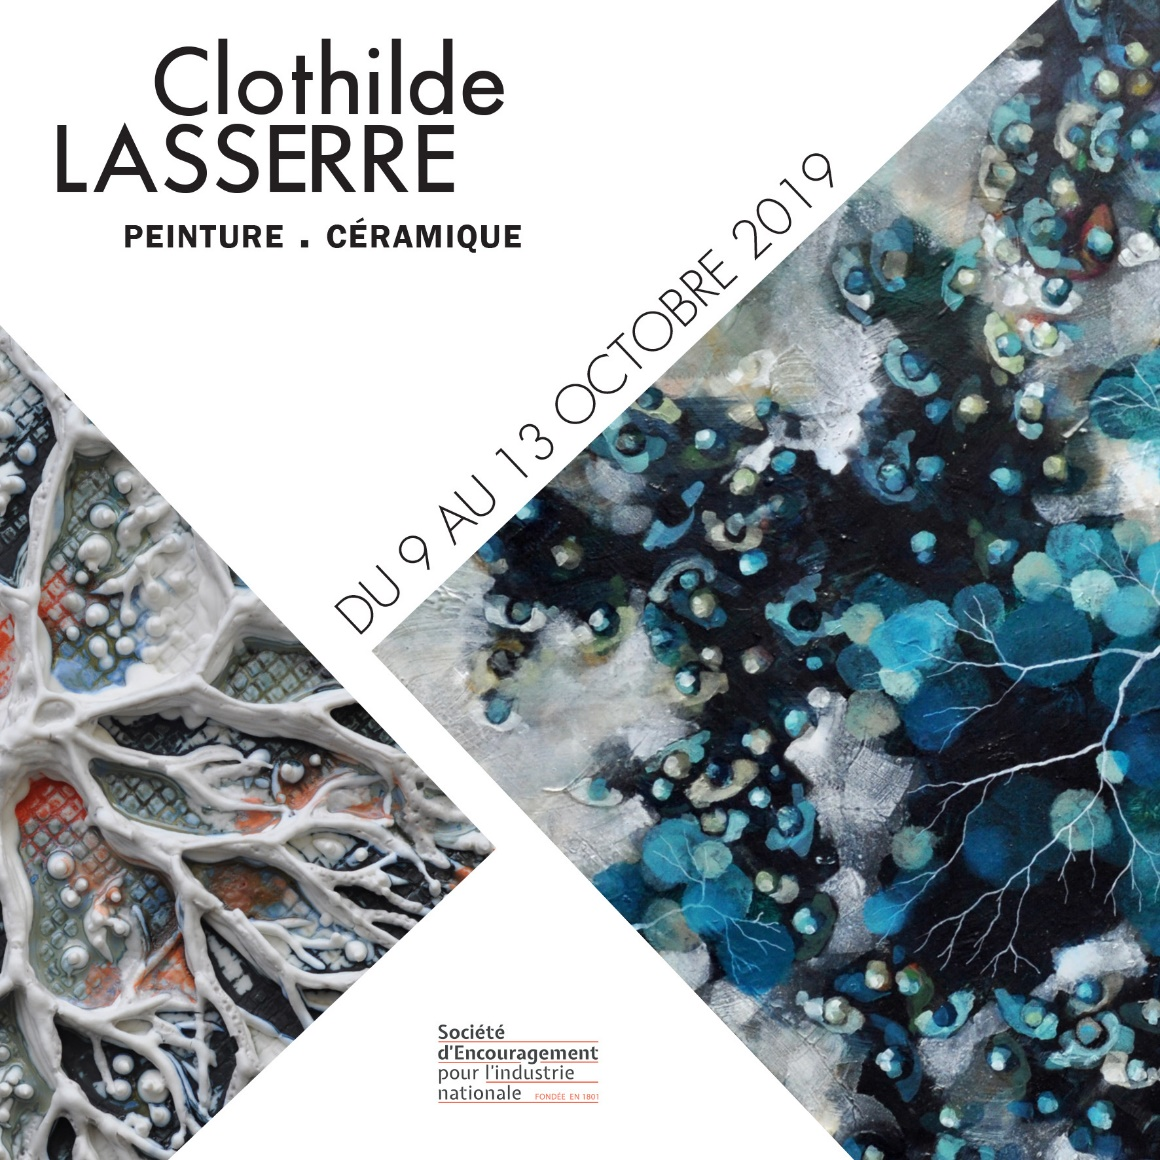 Clothilde
LASSERRE
PEINTURE . CÉRAMIQUE
DU 9 AU 13 OCTOBRE 2019
Société
d'Encouragement
pour l'industrie
nationale FONDÉE EN 1801